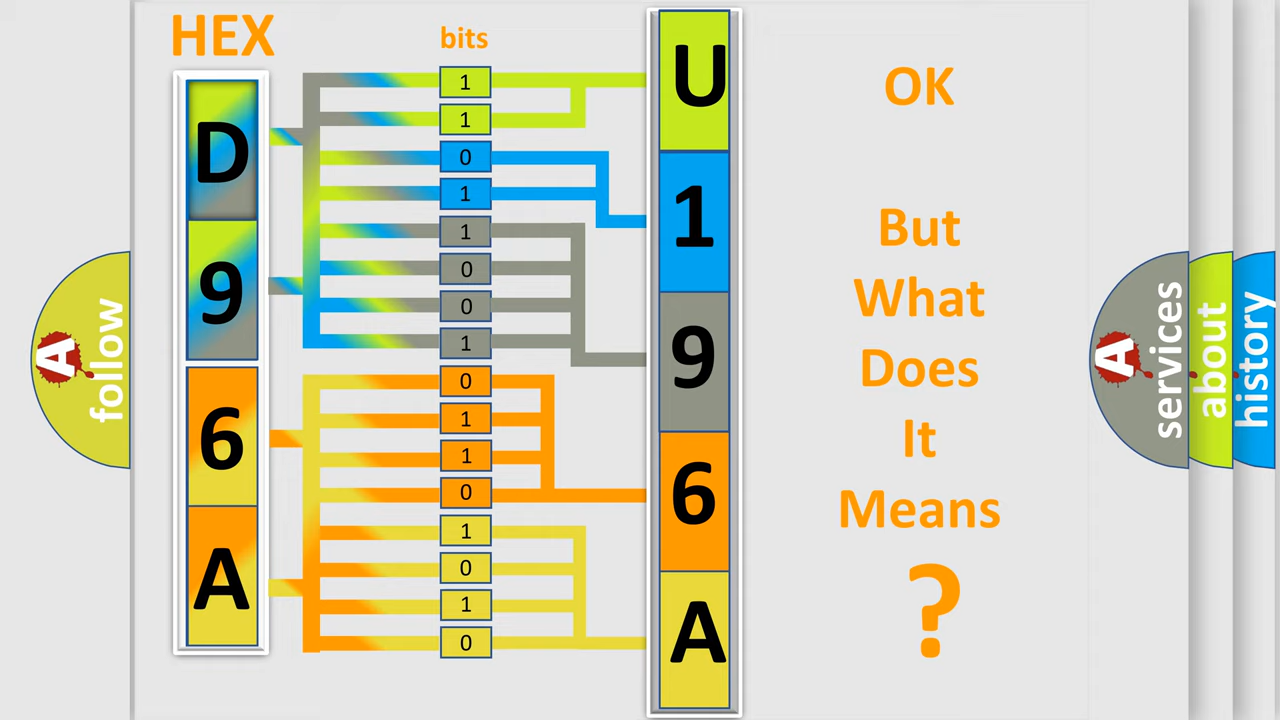 HEX
bits
D
9
6
A
1
1
0
1
1
0
0
1
0
1
1
0
1
0
1
0
U
1
9
6
A
OK
But
What
Does
It
Means
?
A follow
A services
about
history